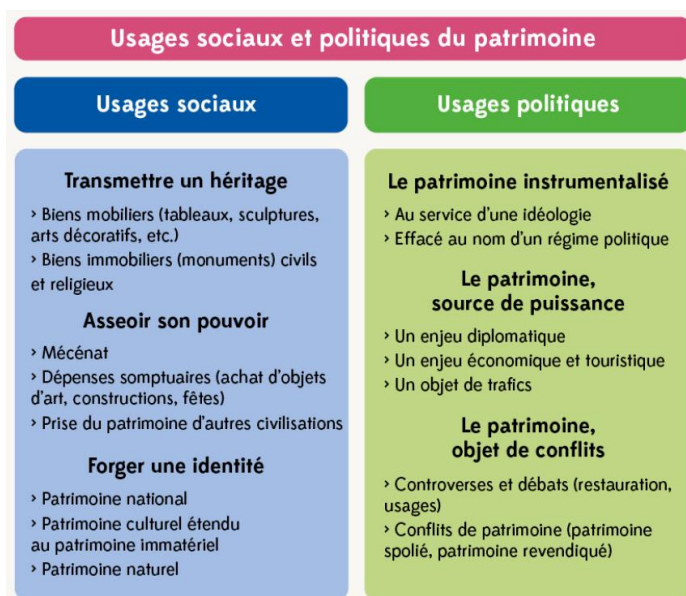 Usages sociaux et politiques du patrimoine
Usages sociaux
Transmettre un héritage
› Biens mobiliers (tableaux, sculptures,
arts décoratifs, etc.)
› Biens immobiliers (monuments) civils
et religieux
Asseoir son pouvoir
› Mécénat
› Dépenses somptuaires (achat d'objets
d'art, constructions, fêtes)
› Prise du patrimoine d'autres civilisations
Forger une identité
› Patrimoine national
› Patrimoine culturel étendu
au patrimoine immatériel
› Patrimoine naturel
Usages politiques
Le patrimoine instrumentalisé
› Au service d'une idéologie
› Effacé au nom d'un régime politique
Le patrimoine,
source de puissance
› Un enjeu diplomatique
› Un enjeu économique et touristique
› Un objet de trafics
Le patrimoine,
objet de conflits
› Controverses et débats (restauration,
usages)
› Conflits de patrimoine (patrimoine
spolié, patrimoine revendiqué)